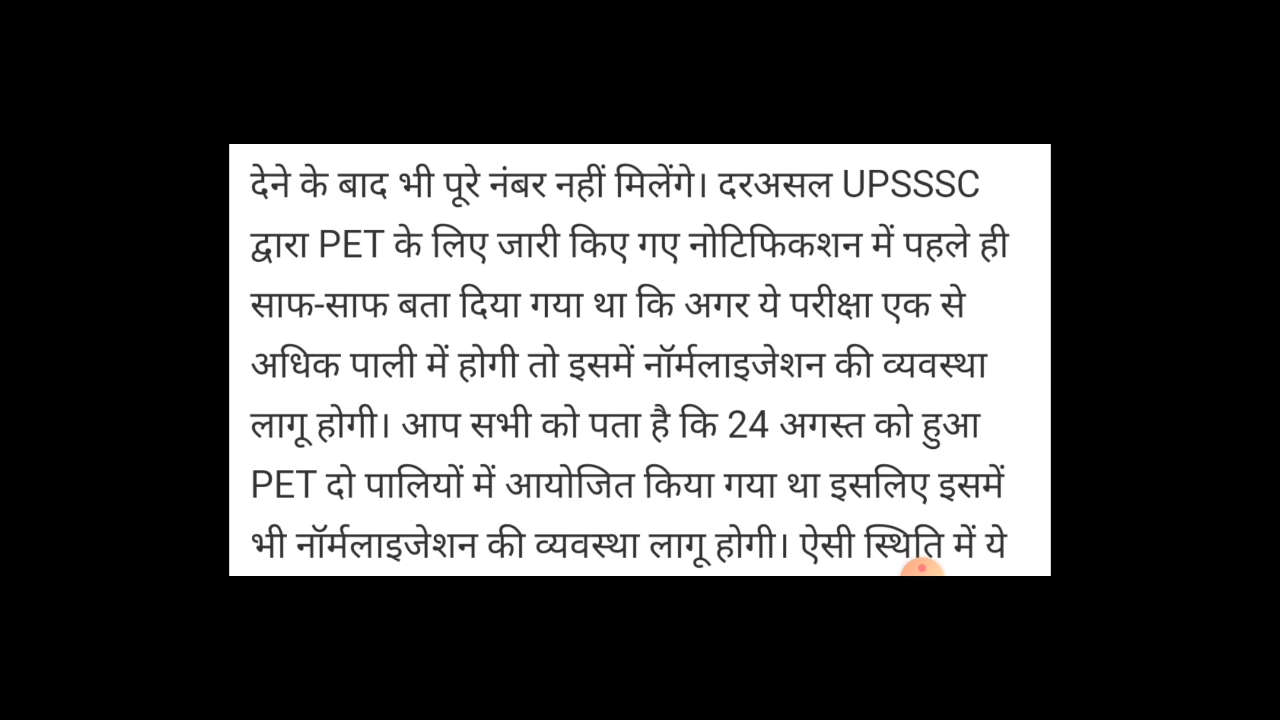 देने के बाद भी पूरे नंबर नहीं मिलेंगे। दरअसल UPSSSC
द्वारा PET के लिए जारी किए गए नोटिफिकशन में पहले ही
साफ-साफ बता दिया गया था कि अगर ये परीक्षा एक से
अधिक पाली में होगी तो इसमें नॉर्मलाइजेशन की व्यवस्था
लागू होगी। आप सभी को पता है कि 24 अगस्त को हुआ
PET दो पालियों में आयोजित किया गया था इसलिए इसमें
भी नॉर्मलाइजेशन की व्यवस्था लागू होगी। ऐसी स्थिति में ये